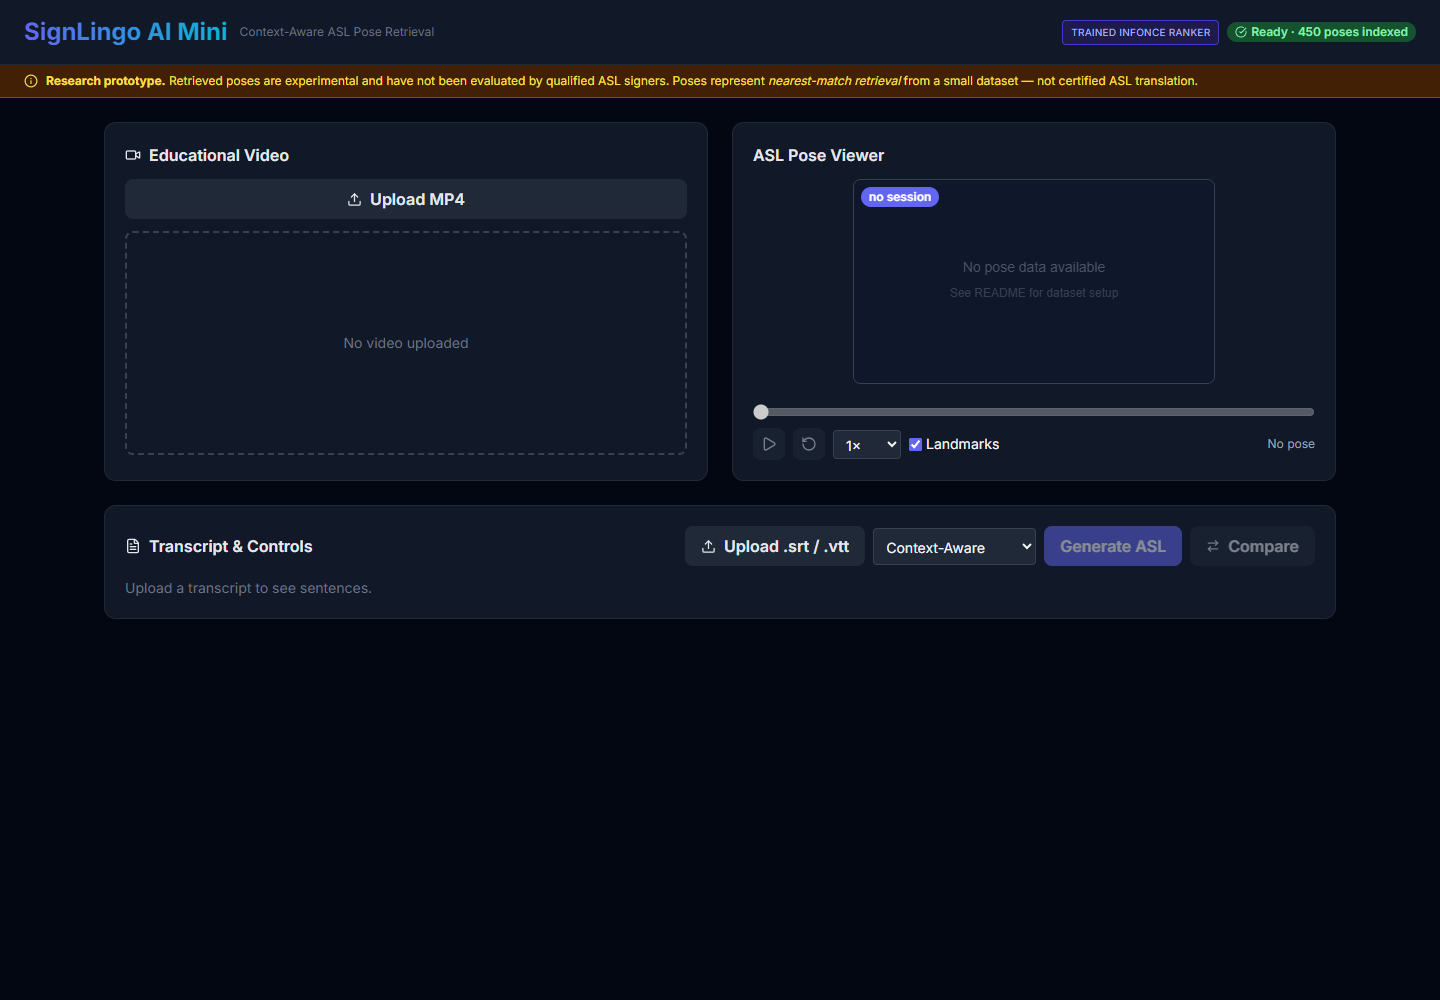 SignLingo AI Mini
Context-Aware ASL Pose Retrieval
TRAINED INFONCE RANKER
Ready · 450 poses indexed
Research prototype. Retrieved poses are experimental and have not been evaluated by qualified ASL signers. Poses represent nearest-match retrieval from a small dataset — not certified ASL translation.
Educational Video
Upload MP4
No video uploaded
ASL Pose Viewer
no session
No pose data available
See README for dataset setup
1×
Landmarks
No pose
Transcript & Controls
Upload .srt / .vtt
Context-Aware
Generate ASL
Compare
Upload a transcript to see sentences.